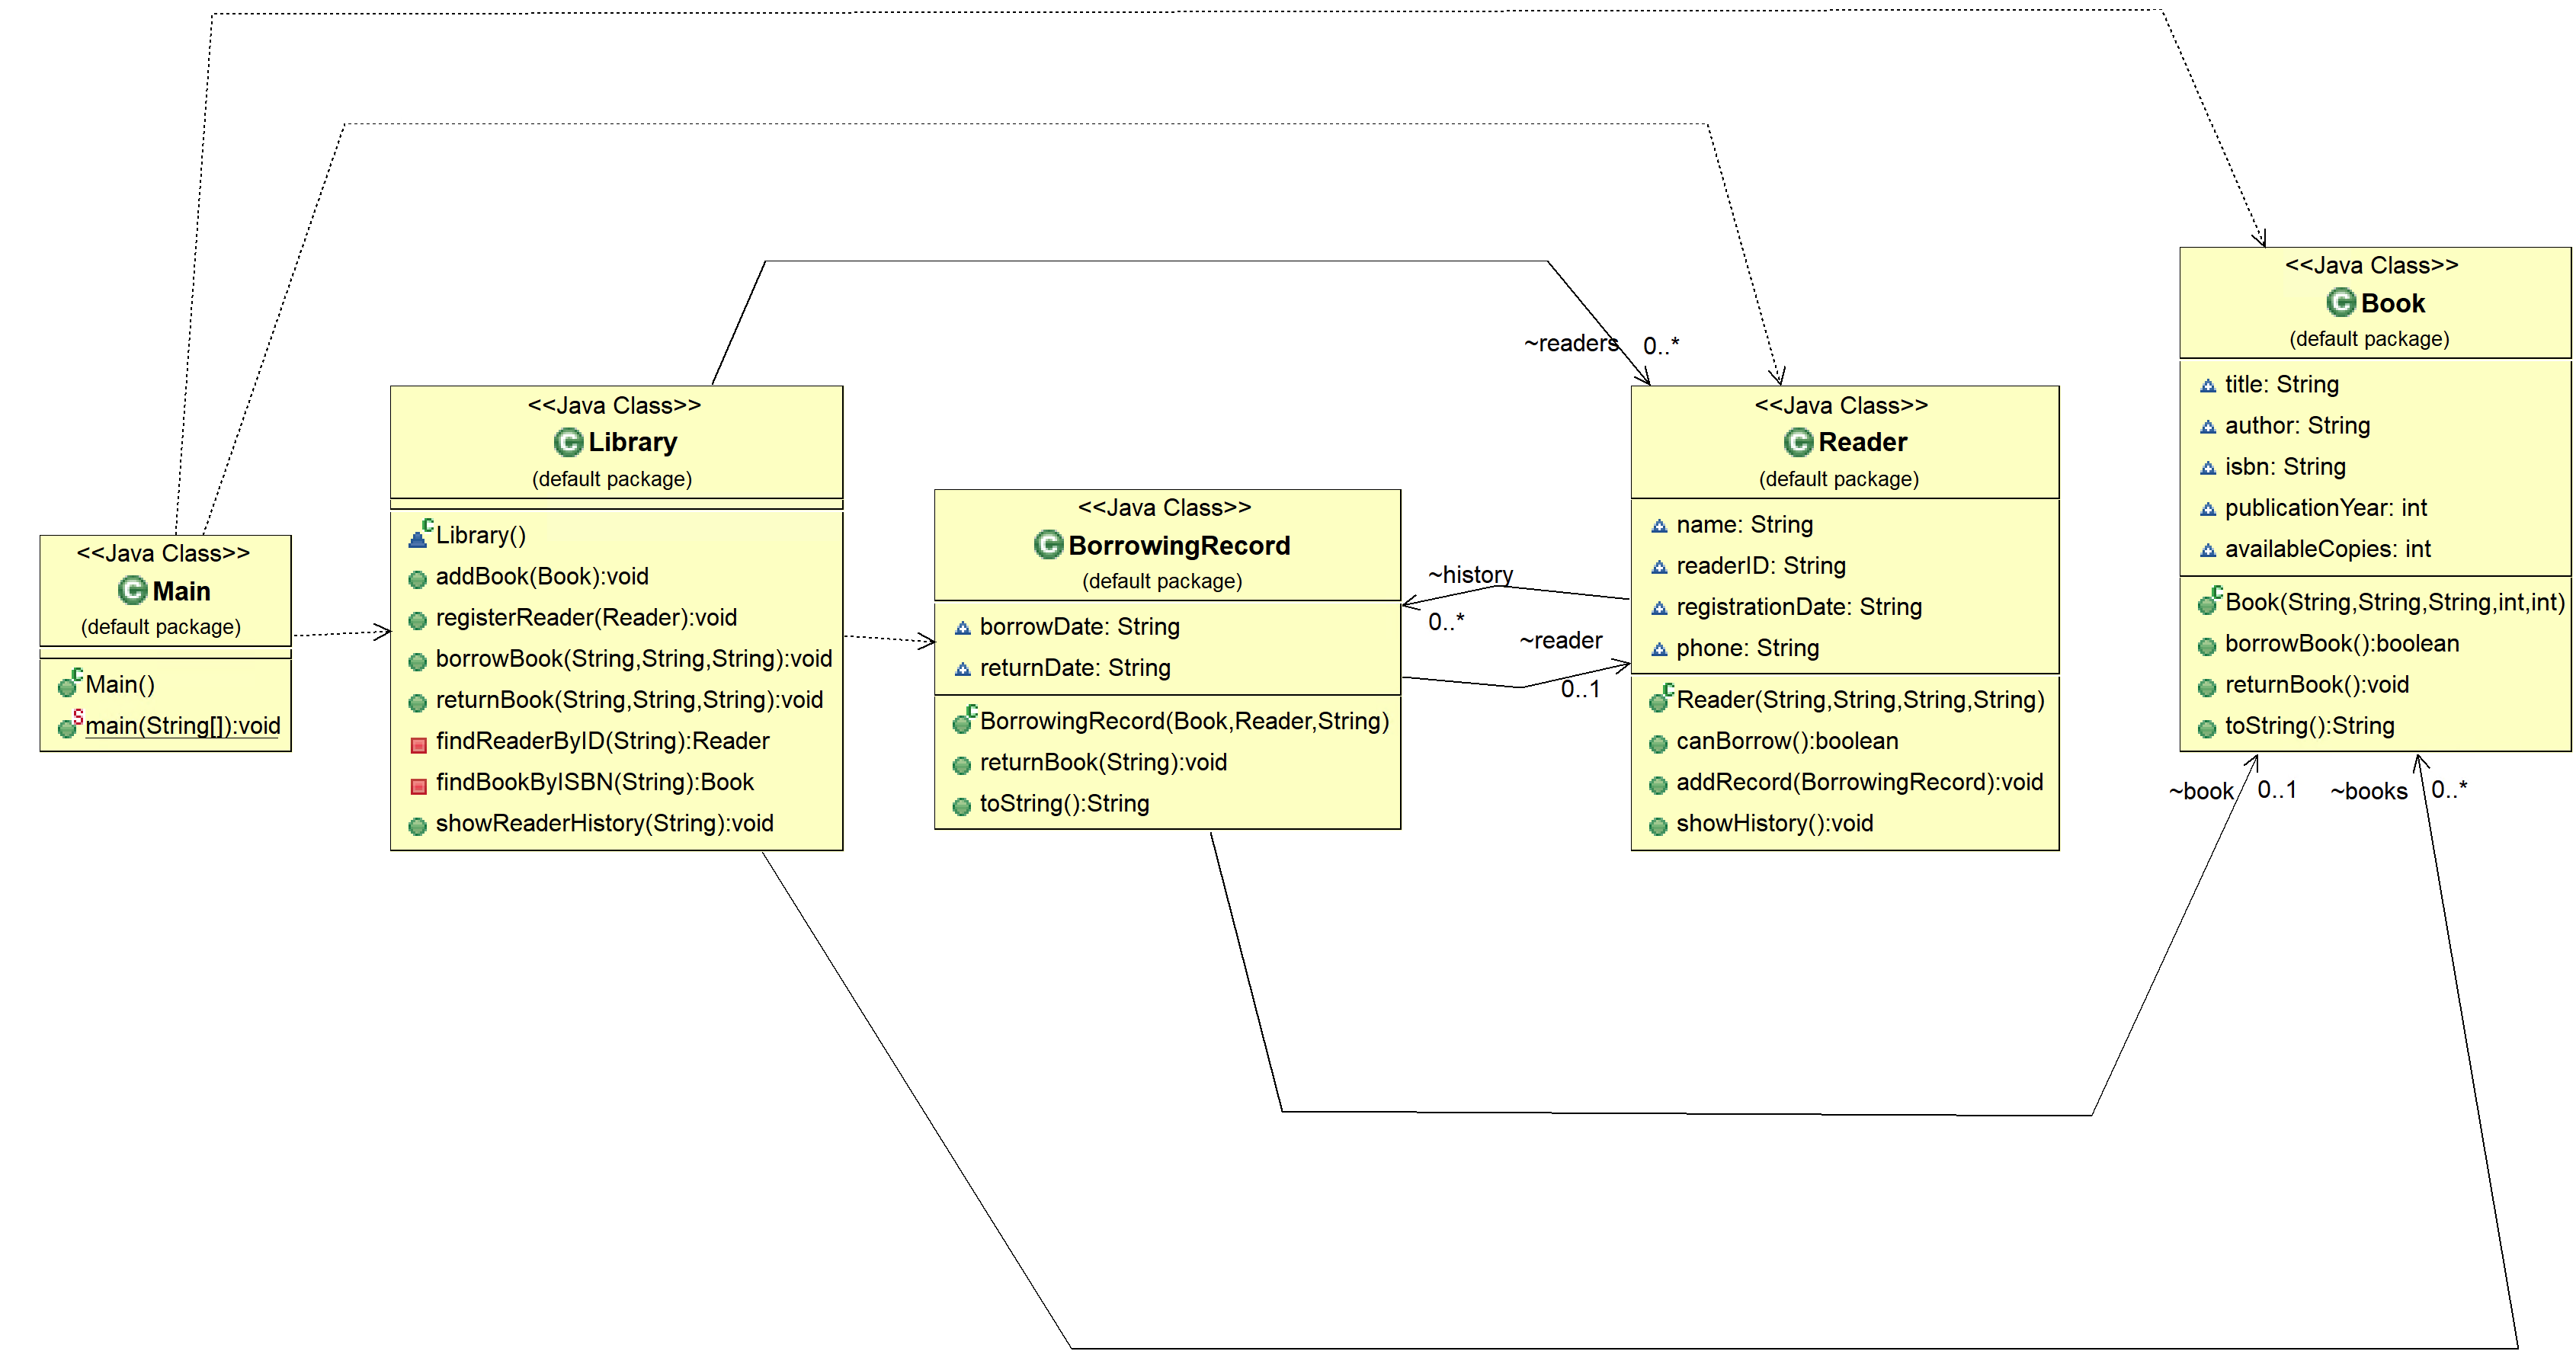 <<Java Class>>
Main
(default package)
Main()
main(String[]):void
<<Java Class>>
Library
(default package)
Library()
addBook(Book):void
registerReader(Reader):void
borrowBook(String,String,String):void
returnBook(String,String,String):void
findReaderByID(String):Reader
findBookByISBN(String):Book
showReaderHistory(String):void
<<Java Class>>
BorrowingRecord
(default package)
borrowDate: String
returnDate: String
BorrowingRecord(Book,Reader,String)
returnBook(String):void
toString():String
~readers 0..*
~history
0..*
~reader
0..1
<<Java Class>>
Reader
(default package)
name: String
readerID: String
registrationDate: String
phone: String
Reader(String,String,String,String)
canBorrow():boolean
addRecord(BorrowingRecord):void
showHistory():void
<<Java Class>>
Book
(default package)
title: String
author: String
isbn: String
publicationYear: int
availableCopies: int
Book(String,String,String,int,int)
borrowBook():boolean
returnBook():void
toString():String
~book 0..1 ~books 0..*